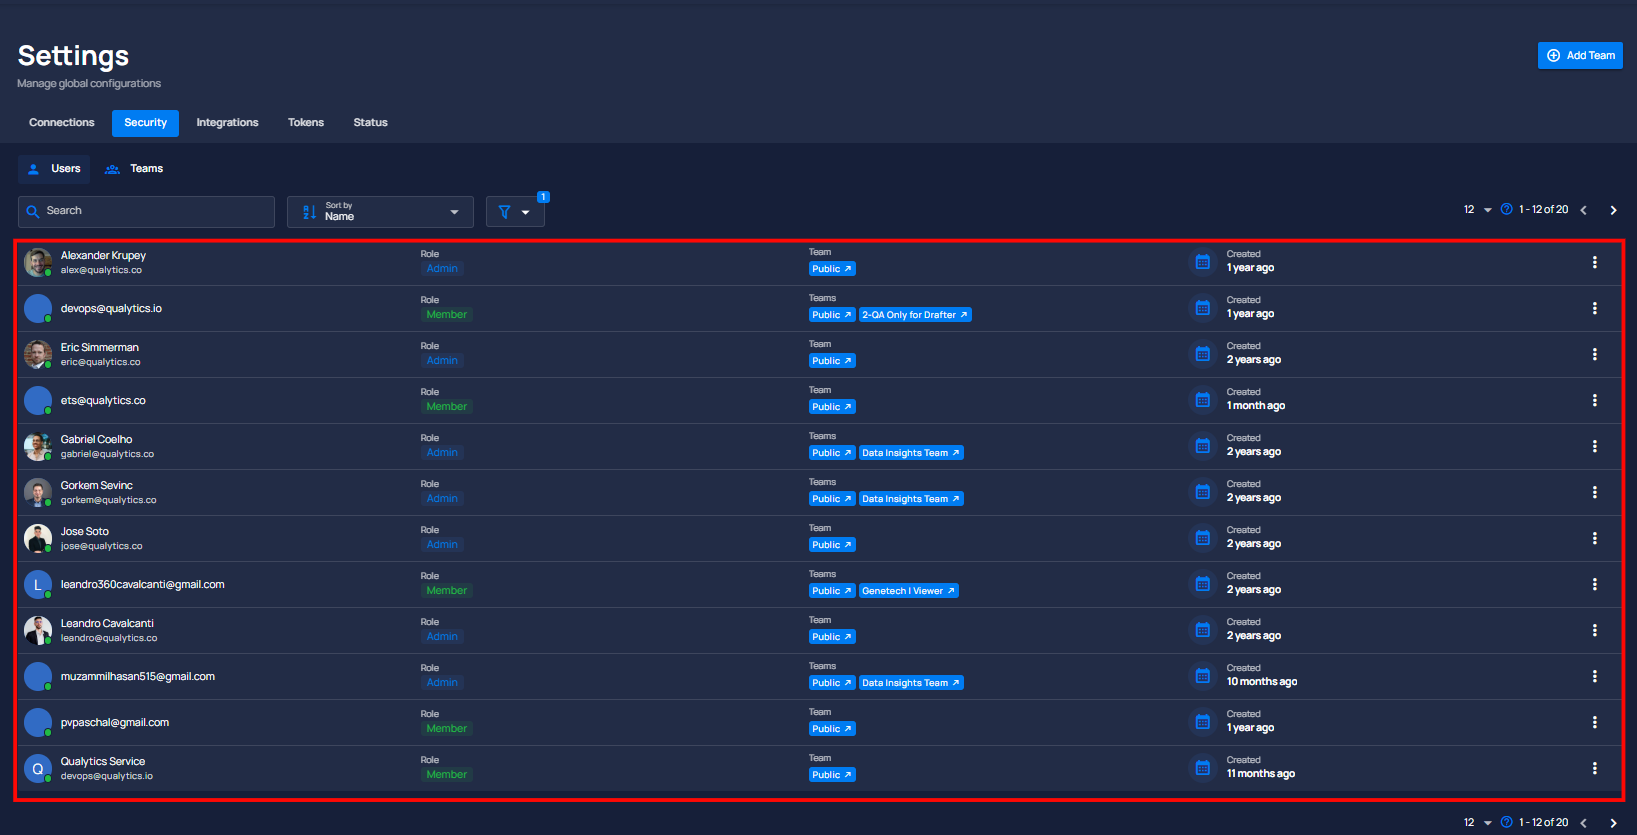 Settings
Manage global configurations
Add Team
Connections Security Integrations Tokens Status
Users Teams
Search
Sort by
Name
1
12 1 - 12 of 20
Alexander Krupey
alex@qualytics.co
Role
Admin
Team
Public
Created
1 year ago
devops@qualytics.io
Role
Member
Teams
Public 2-QA Only for Drafter
Created
1 year ago
Eric Simmerman
eric@qualytics.co
Role
Admin
Team
Public
Created
2 years ago
ets@qualytics.co
Role
Member
Team
Public
Created
1 month ago
Gabriel Coelho
gabriel@qualytics.co
Role
Admin
Teams
Public Data Insights Team
Created
2 years ago
Gorkem Sevinc
gorkem@qualytics.co
Role
Admin
Teams
Public Data Insights Team
Created
2 years ago
Jose Soto
jose@qualytics.co
Role
Admin
Team
Public
Created
2 years ago
L
leandro360cavalcanti@gmail.com
Role
Member
Teams
Public Genetech | Viewer
Created
2 years ago
Leandro Cavalcanti
leandro@qualytics.co
Role
Admin
Team
Public
Created
2 years ago
muzammilhasan515@gmail.com
Role
Admin
Teams
Public Data Insights Team
Created
10 months ago
pvpaschal@gmail.com
Role
Member
Team
Public
Created
1 year ago
Q
Qualytics Service
devops@qualytics.io
Role
Member
Team
Public
Created
11 months ago
12 1 - 12 of 20